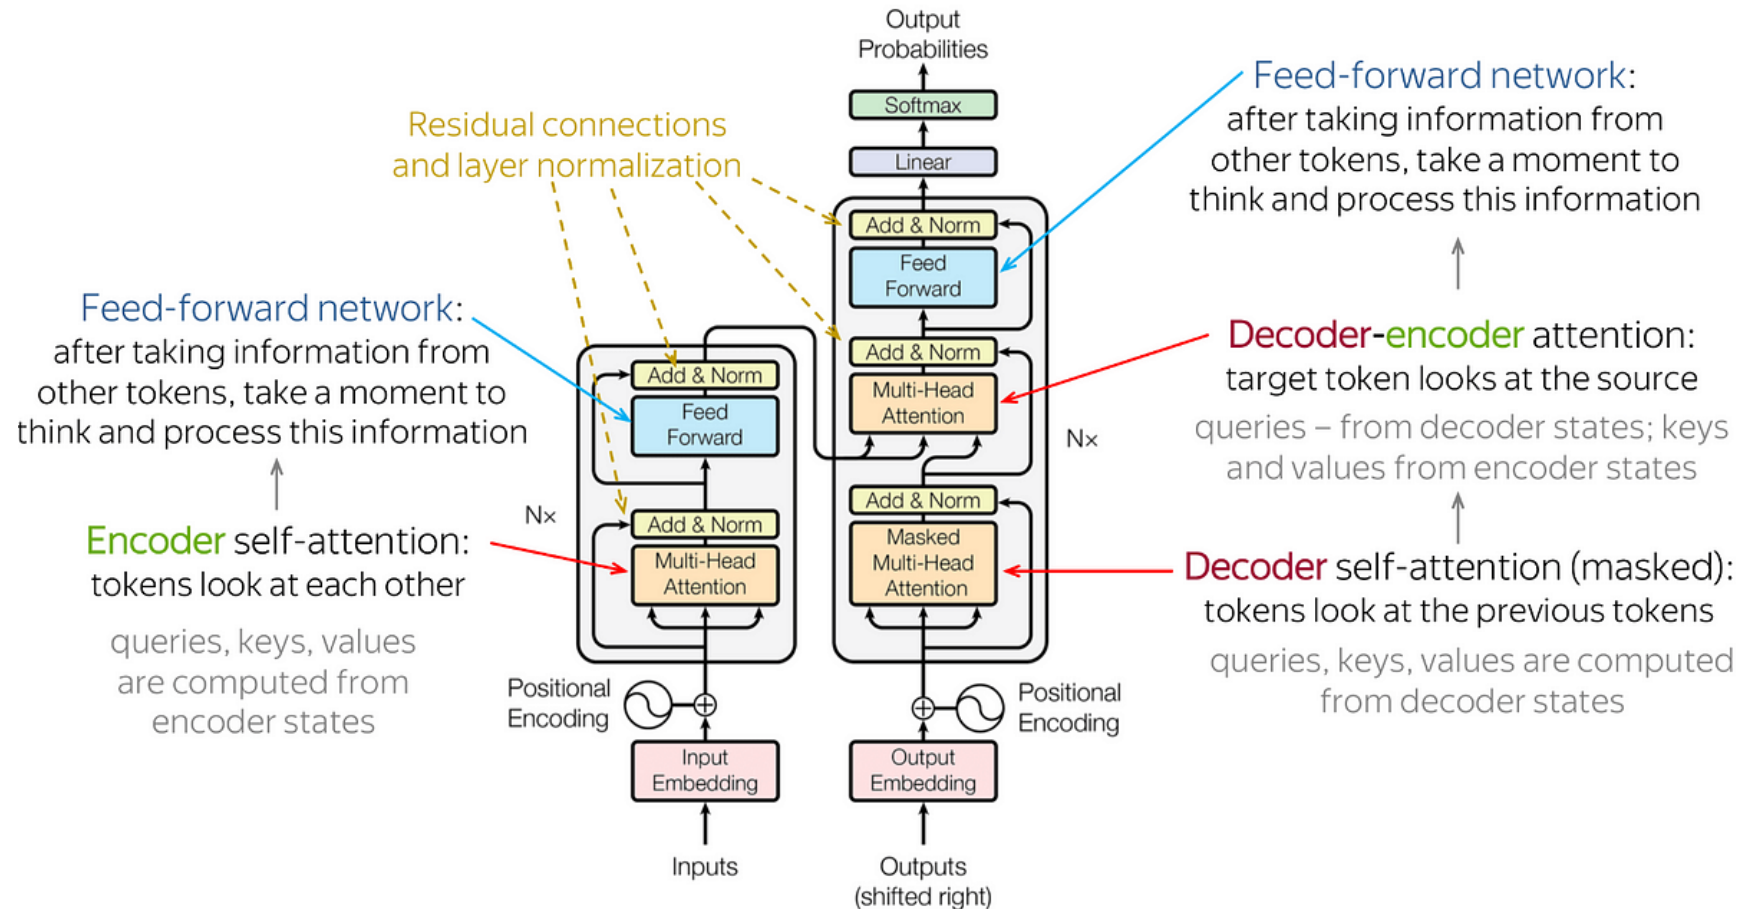 Output
Probabilities
Softmax
Linear
Add & Norm
Feed
Forward
Add & Norm
Multi-Head
Attention
Add & Norm
Masked
Multi-Head
Attention
N×
Positional
Encoding
Output
Embedding
Outputs
(shifted right)
Add & Norm
Feed
Forward
Add & Norm
Multi-Head
Attention
N×
Positional
Encoding
Input
Embedding
Inputs
Residual connections
and layer normalization
Feed-forward network:
after taking information from
other tokens, take a moment to
think and process this information
Encoder self-attention:
tokens look at each other
queries, keys, values
are computed from
encoder states
Feed-forward network:
after taking information from
other tokens, take a moment to
think and process this information
Decoder-encoder attention:
target token looks at the source
queries – from decoder states; keys
and values from encoder states
Decoder self-attention (masked):
tokens look at the previous tokens
queries, keys, values are computed
from decoder states